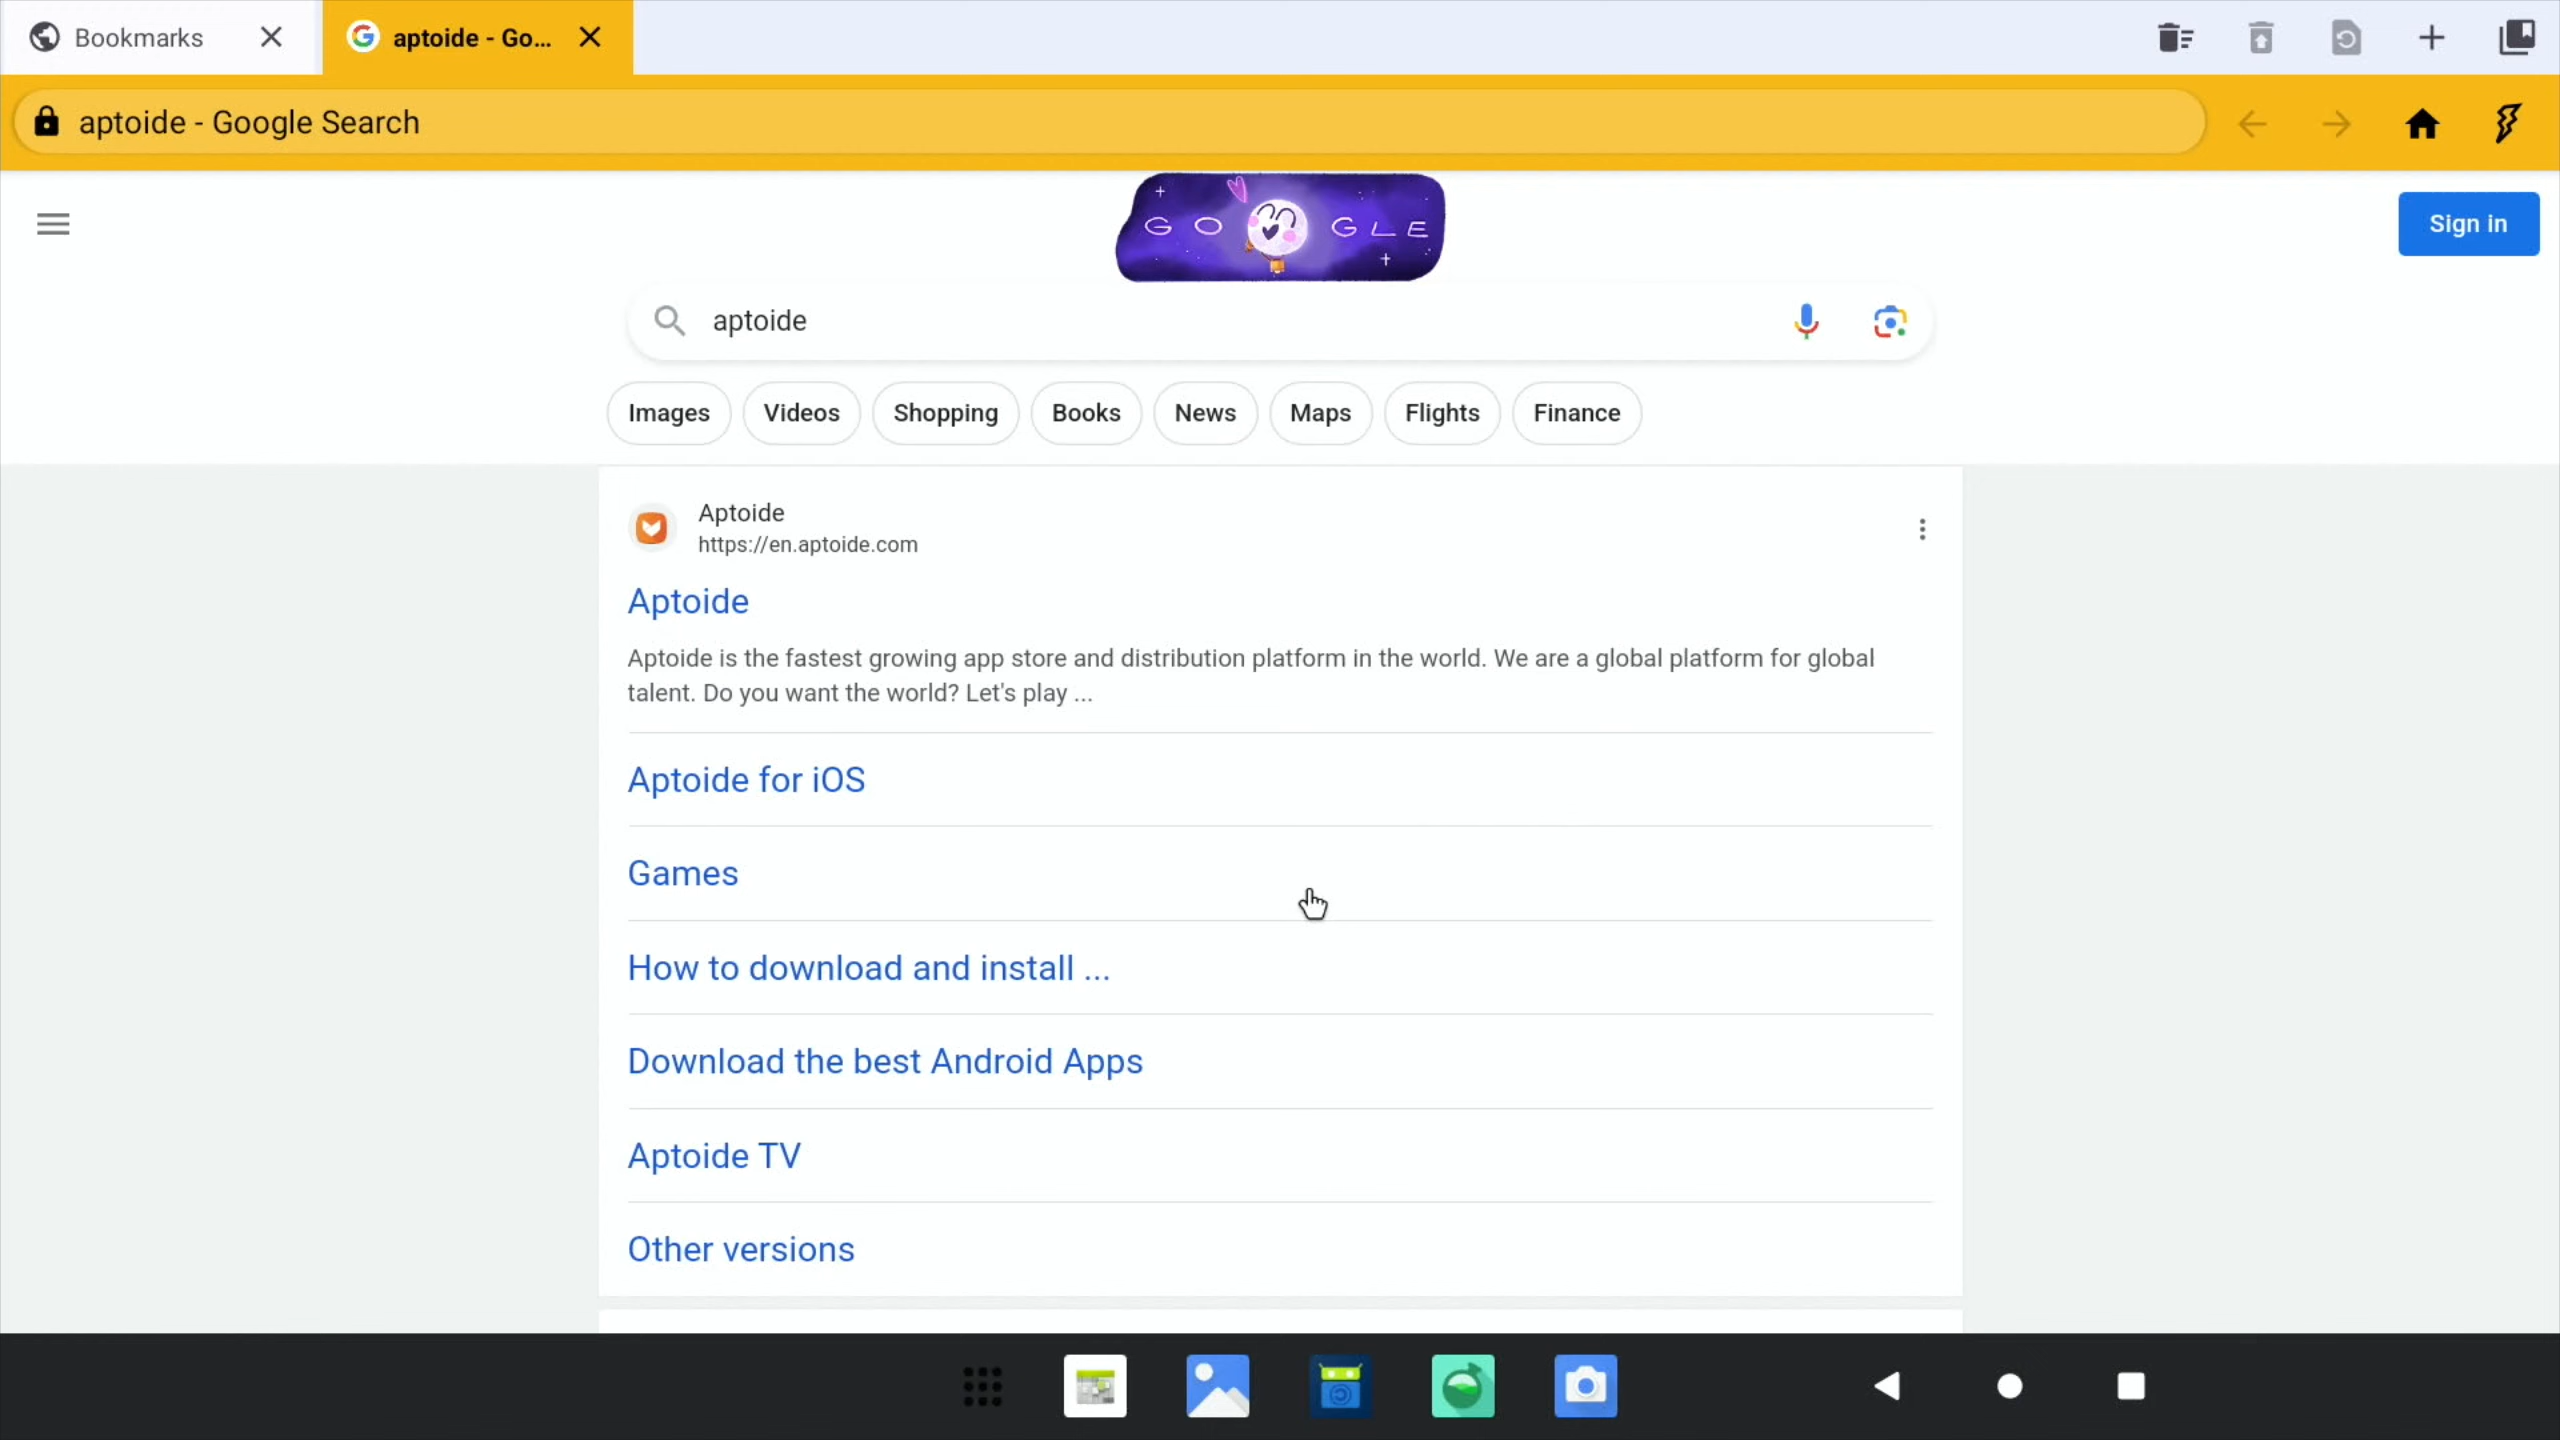 Bookmarks
aptoide - Go...
aptoide - Google Search
G O GLE
Sign in
aptoide
Images
Videos
Shopping
Books
News
Maps
Flights
Finance
Aptoide
https://en.aptoide.com
Aptoide
Aptoide is the fastest growing app store and distribution platform in the world. We are a global platform for global
talent. Do you want the world? Let's play ...
Aptoide for iOS
Games
How to download and install ...
Download the best Android Apps
Aptoide TV
Other versions